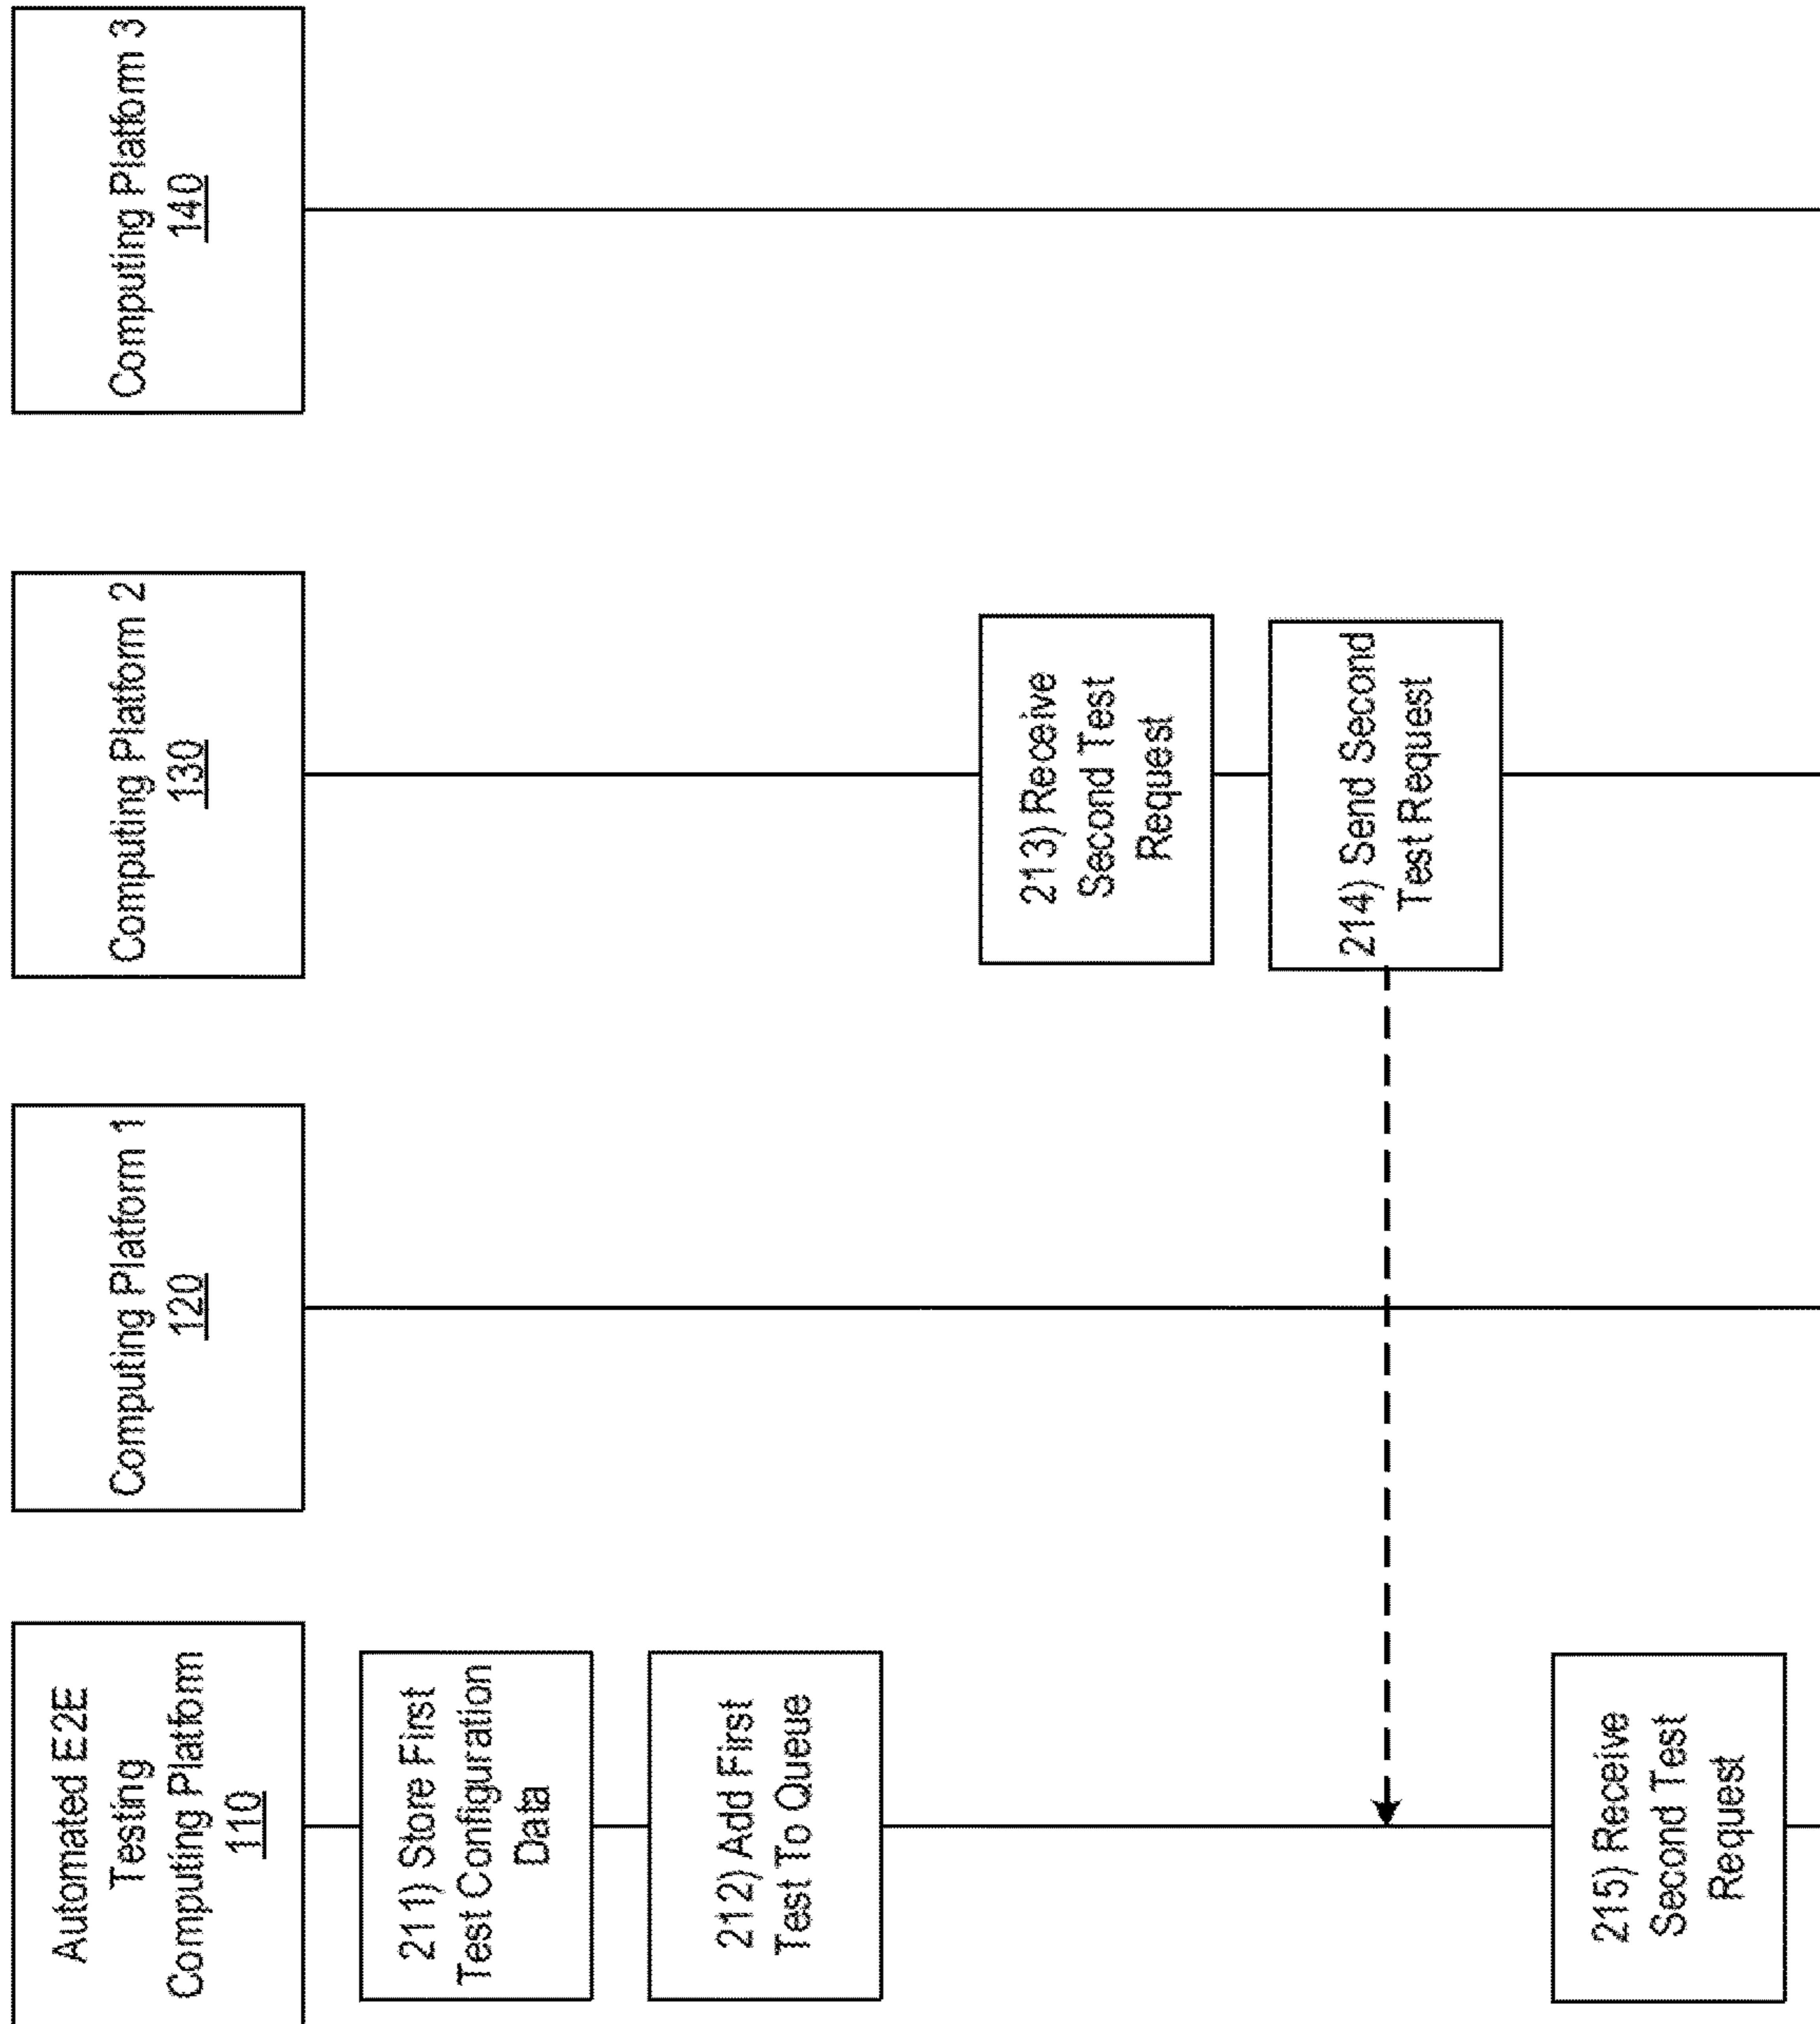 Automated E2E
Testing
Computing Platform
110
Computing Platform 1
120
Computing Platform 2
130
Computing Platform 3
140
211) Store First
Test Configuration
Data
212) Add First
Test To Queue
213) Receive
Second Test
Request
214) Send Second
Test Request
215) Receive
Second Test
Request